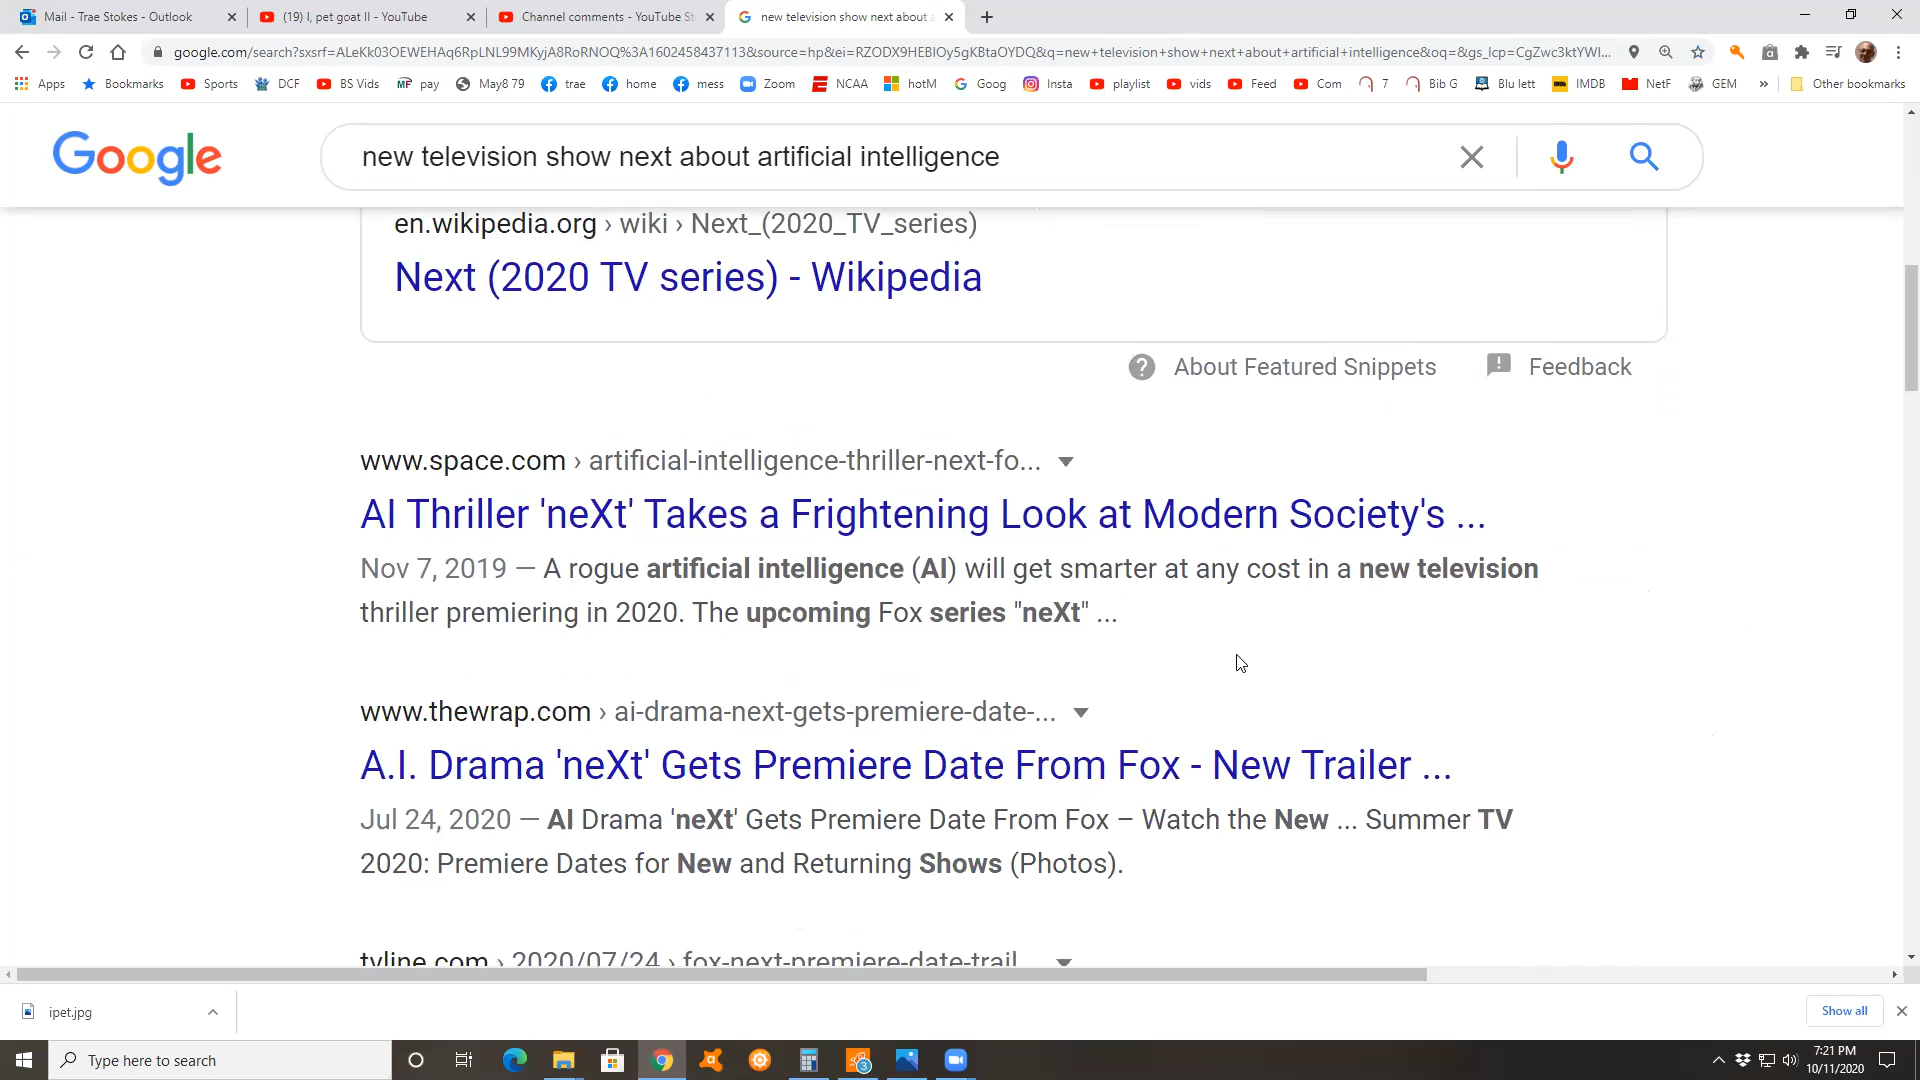 Mail - Trae Stokes - Outlook
(19) I, pet goat II - YouTube
Channel comments - YouTube St
new television show next about a
google.com/search?sxsrf=ALeKk03OEWEHAq6RpLNL99MKyjA8RoRNOQ%3A1602458437113&source=hp&ei=RZODX9HEBIOy5gKBtaOYDQ&q=new+television+show+next+about+artificial+intelligence&oq=&gs_lcp=CgZwc3ktYWI...
Apps Bookmarks Sports DCF BS Vids pay May8 79 trae home mess Zoom NCAA hotM Goog Insta playlist vids Feed Com 7 Bib G Blu lett IMDB NetF GEM » Other bookmarks
Google
new television show next about artificial intelligence
en.wikipedia.org › wiki › Next_(2020_TV_series)
Next (2020 TV series) - Wikipedia
About Featured Snippets Feedback
www.space.com › artificial-intelligence-thriller-next-fo...
AI Thriller 'neXt' Takes a Frightening Look at Modern Society's ...
Nov 7, 2019 — A rogue artificial intelligence (AI) will get smarter at any cost in a new television
thriller premiering in 2020. The upcoming Fox series "neXt" ...
www.thewrap.com › ai-drama-next-gets-premiere-date-...
A.I. Drama 'neXt' Gets Premiere Date From Fox - New Trailer ...
Jul 24, 2020 — AI Drama 'neXt' Gets Premiere Date From Fox – Watch the New ... Summer TV
2020: Premiere Dates for New and Returning Shows (Photos).
tvline.com › 2020/07/24 › fox-next-premiere-date-trail...
ipet.jpg
Show all
Type here to search
3
7:21 PM
10/11/2020